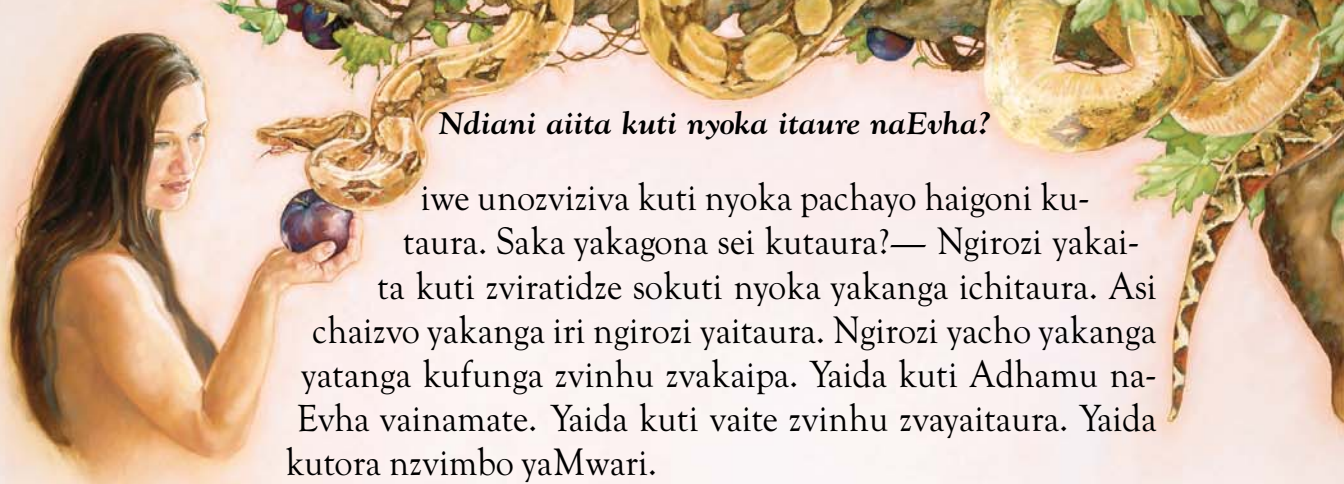 Ndiani aiita kuti nyoka itaure naEvha?
iwe unozviziva kuti nyoka pachayo haigoni ku-
taura. Saka yakagona sei kutaura?— Ngirozi yakai-
ta kuti zviratidze sokuti nyoka yakanga ichitaura. Asi
chaizvo yakanga iri ngirozi yaitaura. Ngirozi yacho yakanga
yatanga kufunga zvinhu zvakaipa. Yaida kuti Adhamu na-
Evha vainamate. Yaida kuti vaite zvinhu zvayaitaura. Yaida
kutora nzvimbo yaMwari.